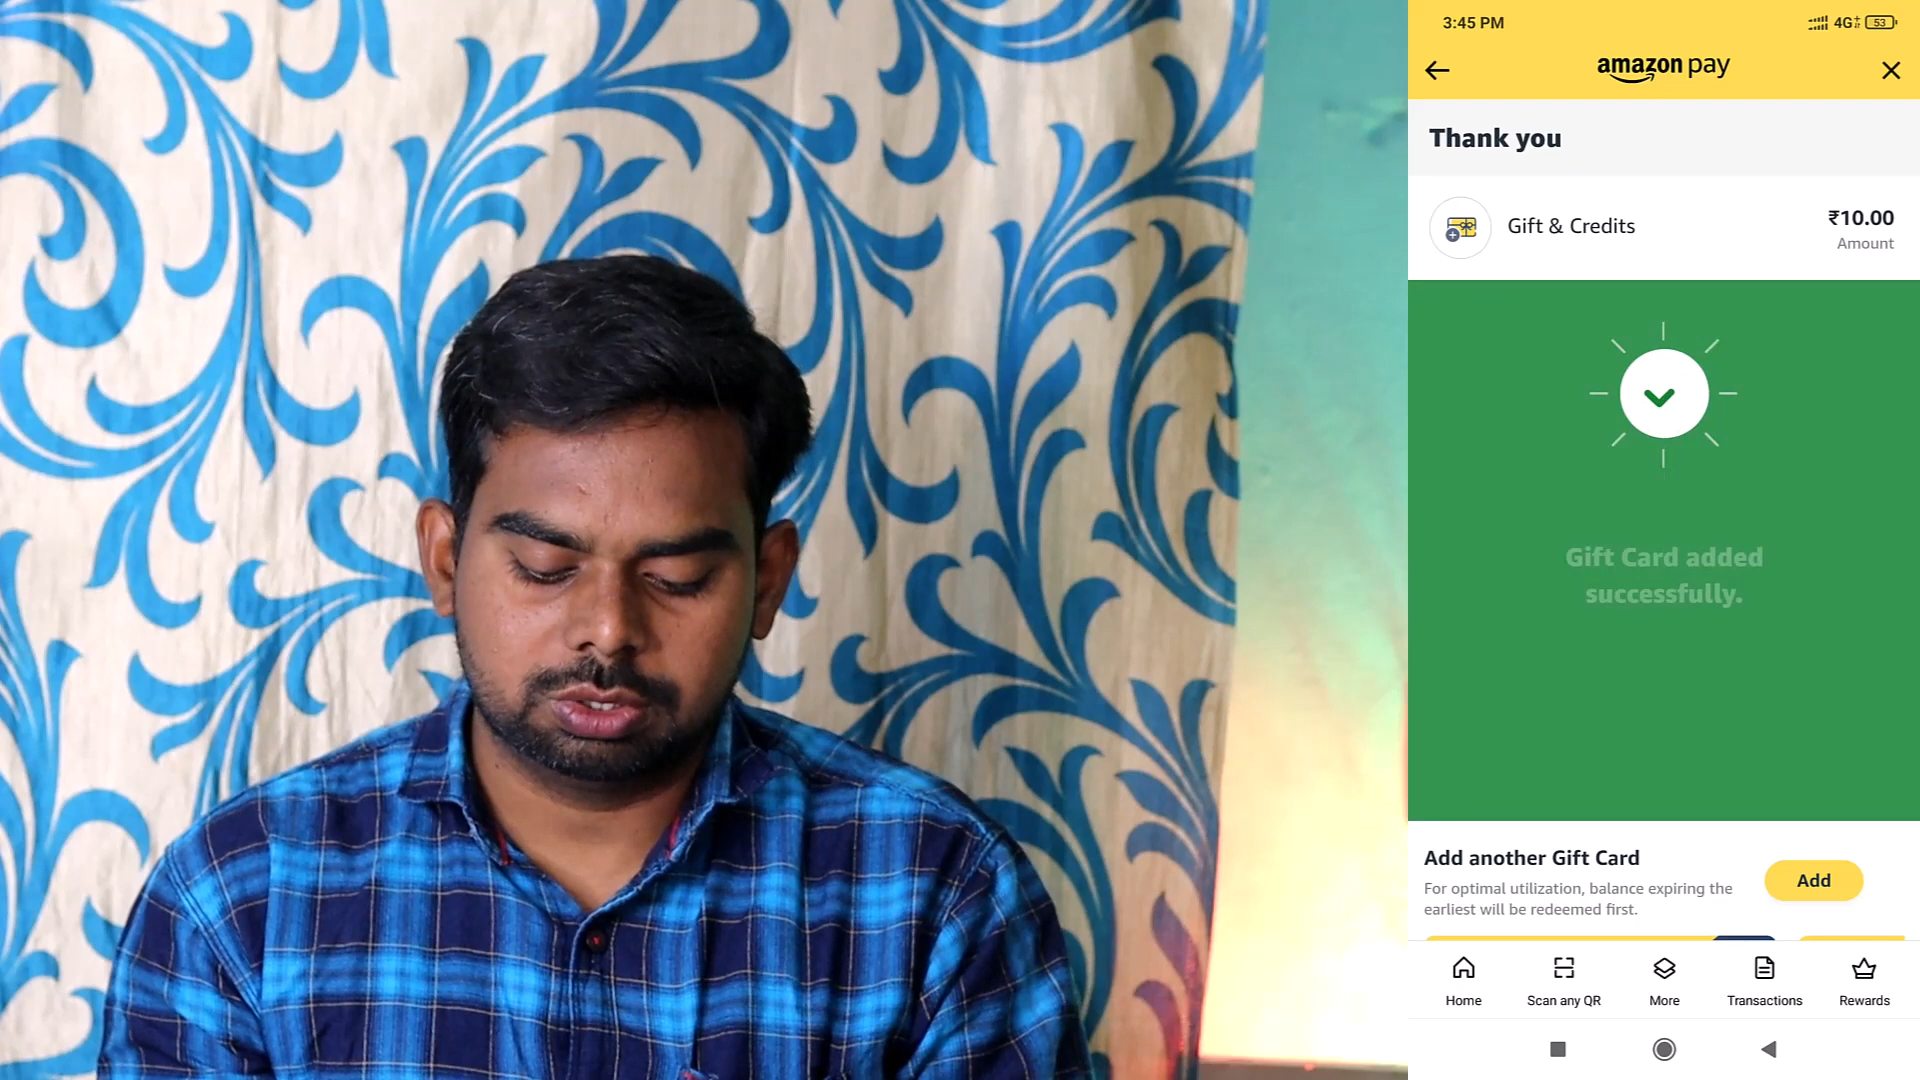 3:45 PM
4G+
53
amazon pay
Thank you
Gift & Credits
₹10.00
Amount
Gift Card added
successfully.
Add another Gift Card
For optimal utilization, balance expiring the
earliest will be redeemed first.
Add
Home
Scan any QR
More
Transactions
Rewards